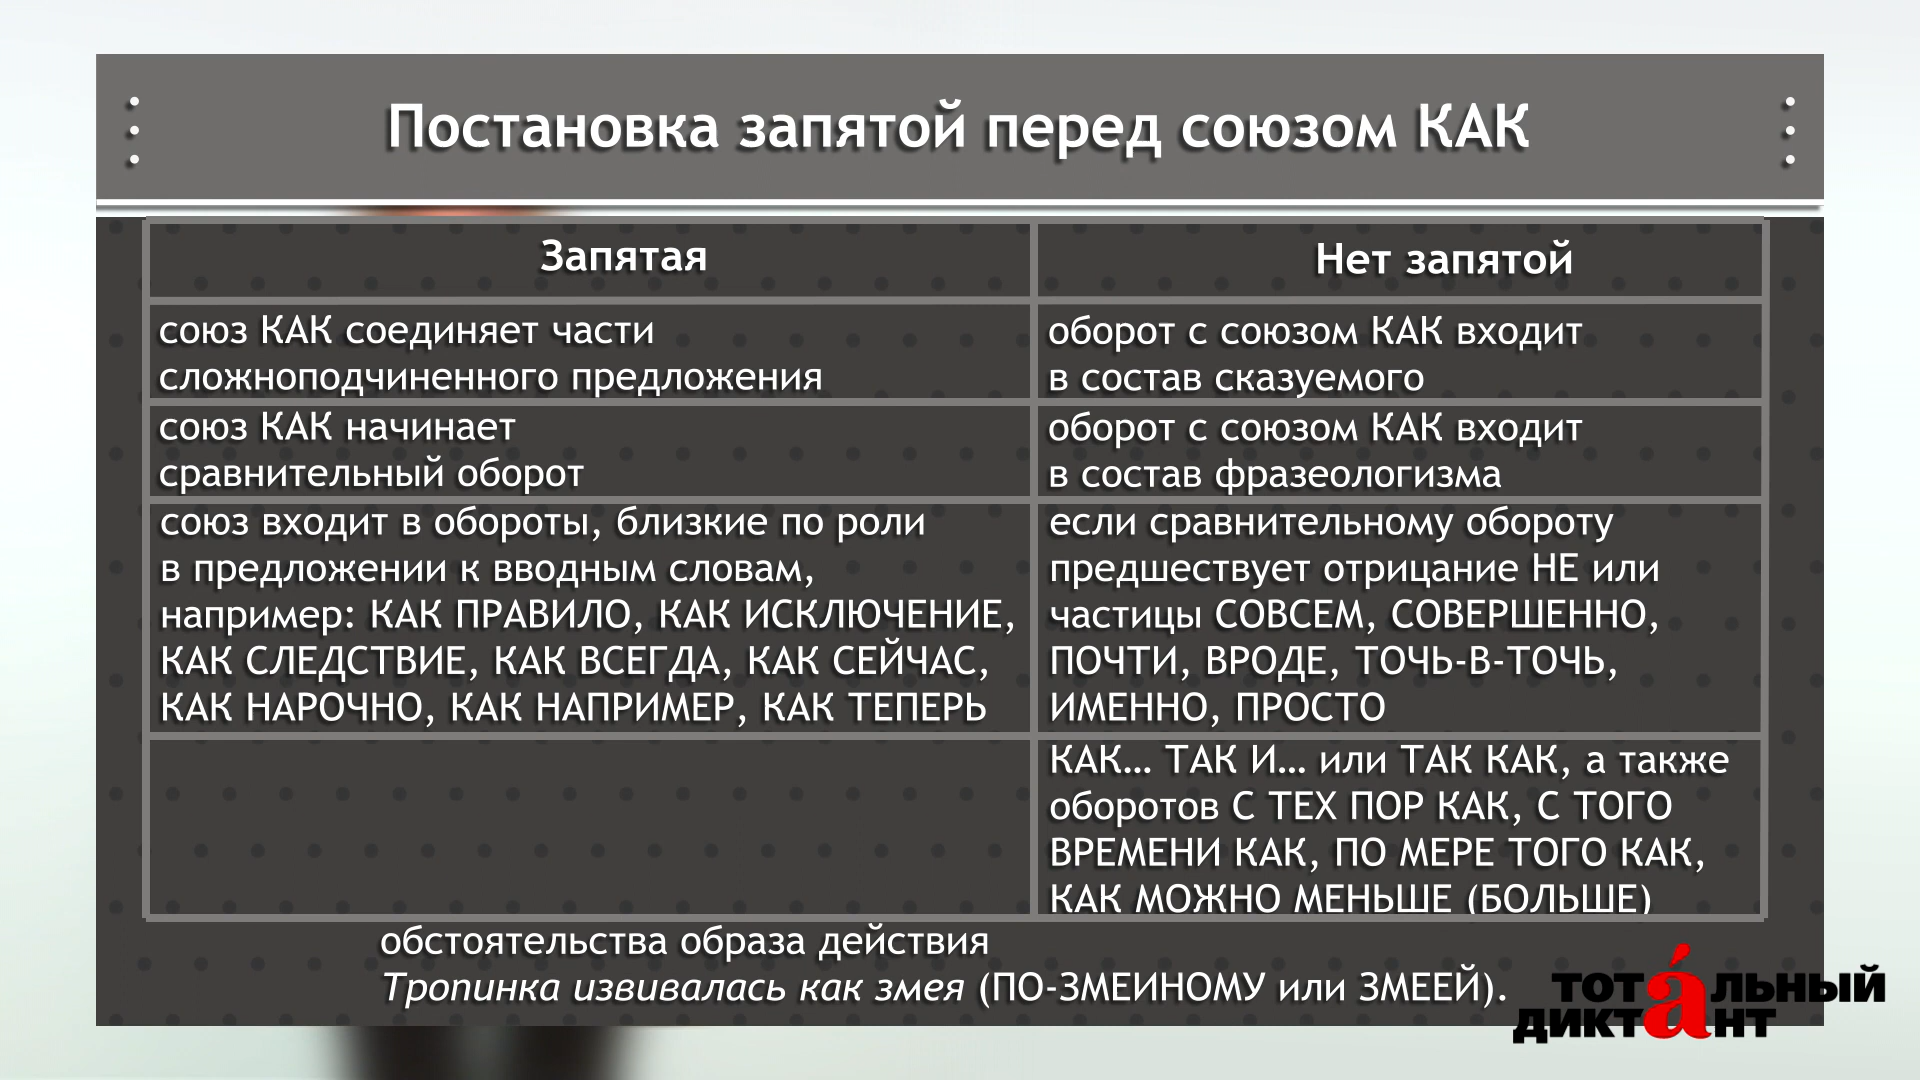 Постановка запятой перед союзом КАК
Запятая
Нет запятой
союз КАК соединяет части
сложноподчиненного предложения
оборот с союзом КАК входит
в состав сказуемого
союз КАК начинает
сравнительный оборот
оборот с союзом КАК входит
в состав фразеологизма
союз входит в обороты, близкие по роли
в предложении к вводным словам,
например: КАК ПРАВИЛО, КАК ИСКЛЮЧЕНИЕ,
КАК СЛЕДСТВИЕ, КАК ВСЕГДА, КАК СЕЙЧАС,
КАК НАРОЧНО, КАК НАПРИМЕР, КАК ТЕПЕРЬ
если сравнительному обороту
предшествует отрицание НЕ или
частицы СОВСЕМ, СОВЕРШЕННО,
ПОЧТИ, ВРОДЕ, ТОЧЬ-В-ТОЧЬ,
ИМЕННО, ПРОСТО
КАК... ТАК И... или ТАК КАК, а также
оборотов С ТЕХ ПОР КАК, С ТОГО
ВРЕМЕНИ КАК, ПО МЕРЕ ТОГО КАК,
КАК МОЖНО МЕНЬШЕ (БОЛЬШЕ)
обстоятельства образа действия
Тропинка извивалась как змея (ПО-ЗМЕИНОМУ или ЗМЕЕЙ).
тота́льный
диктант